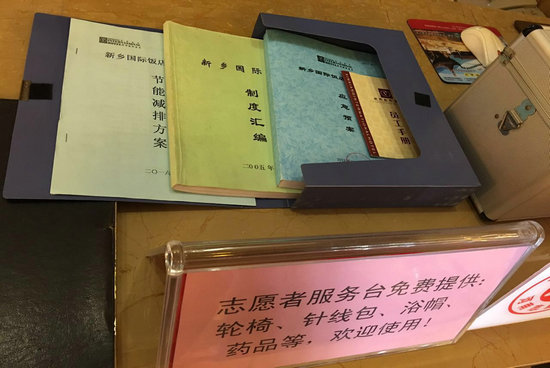 新乡国际饭店
节能减排方案
二〇一八
新乡国际
制度汇编
二00五年
新乡国际饭店
应急预案
员工手册
志愿者服务台免费提供:
轮椅、针线包、浴帽、
药品等,欢迎使用!